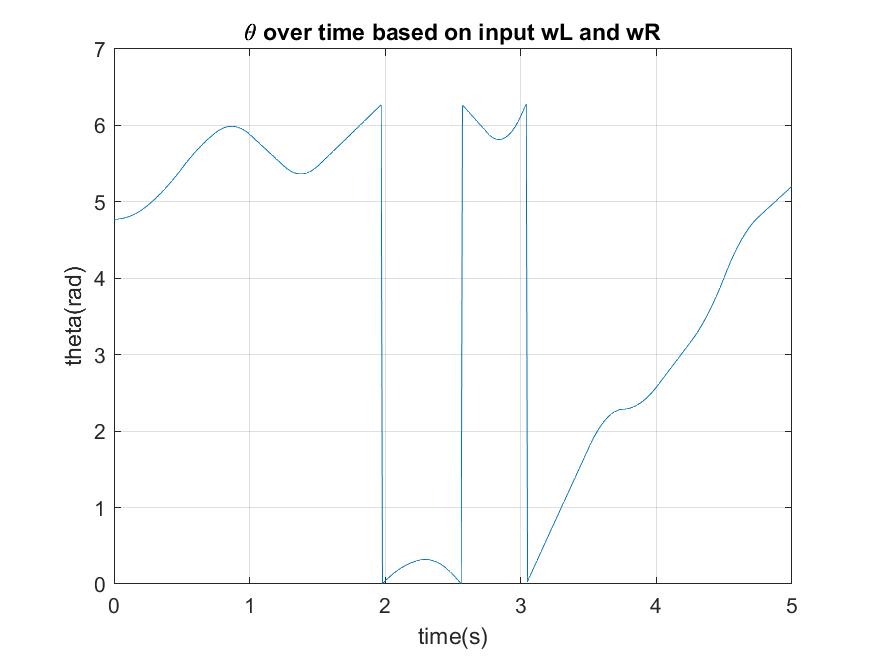 θ over time based on input wL and wR
7
6
5
4
3
2
1
0
theta(rad)
0 1 2 3 4 5
time(s)